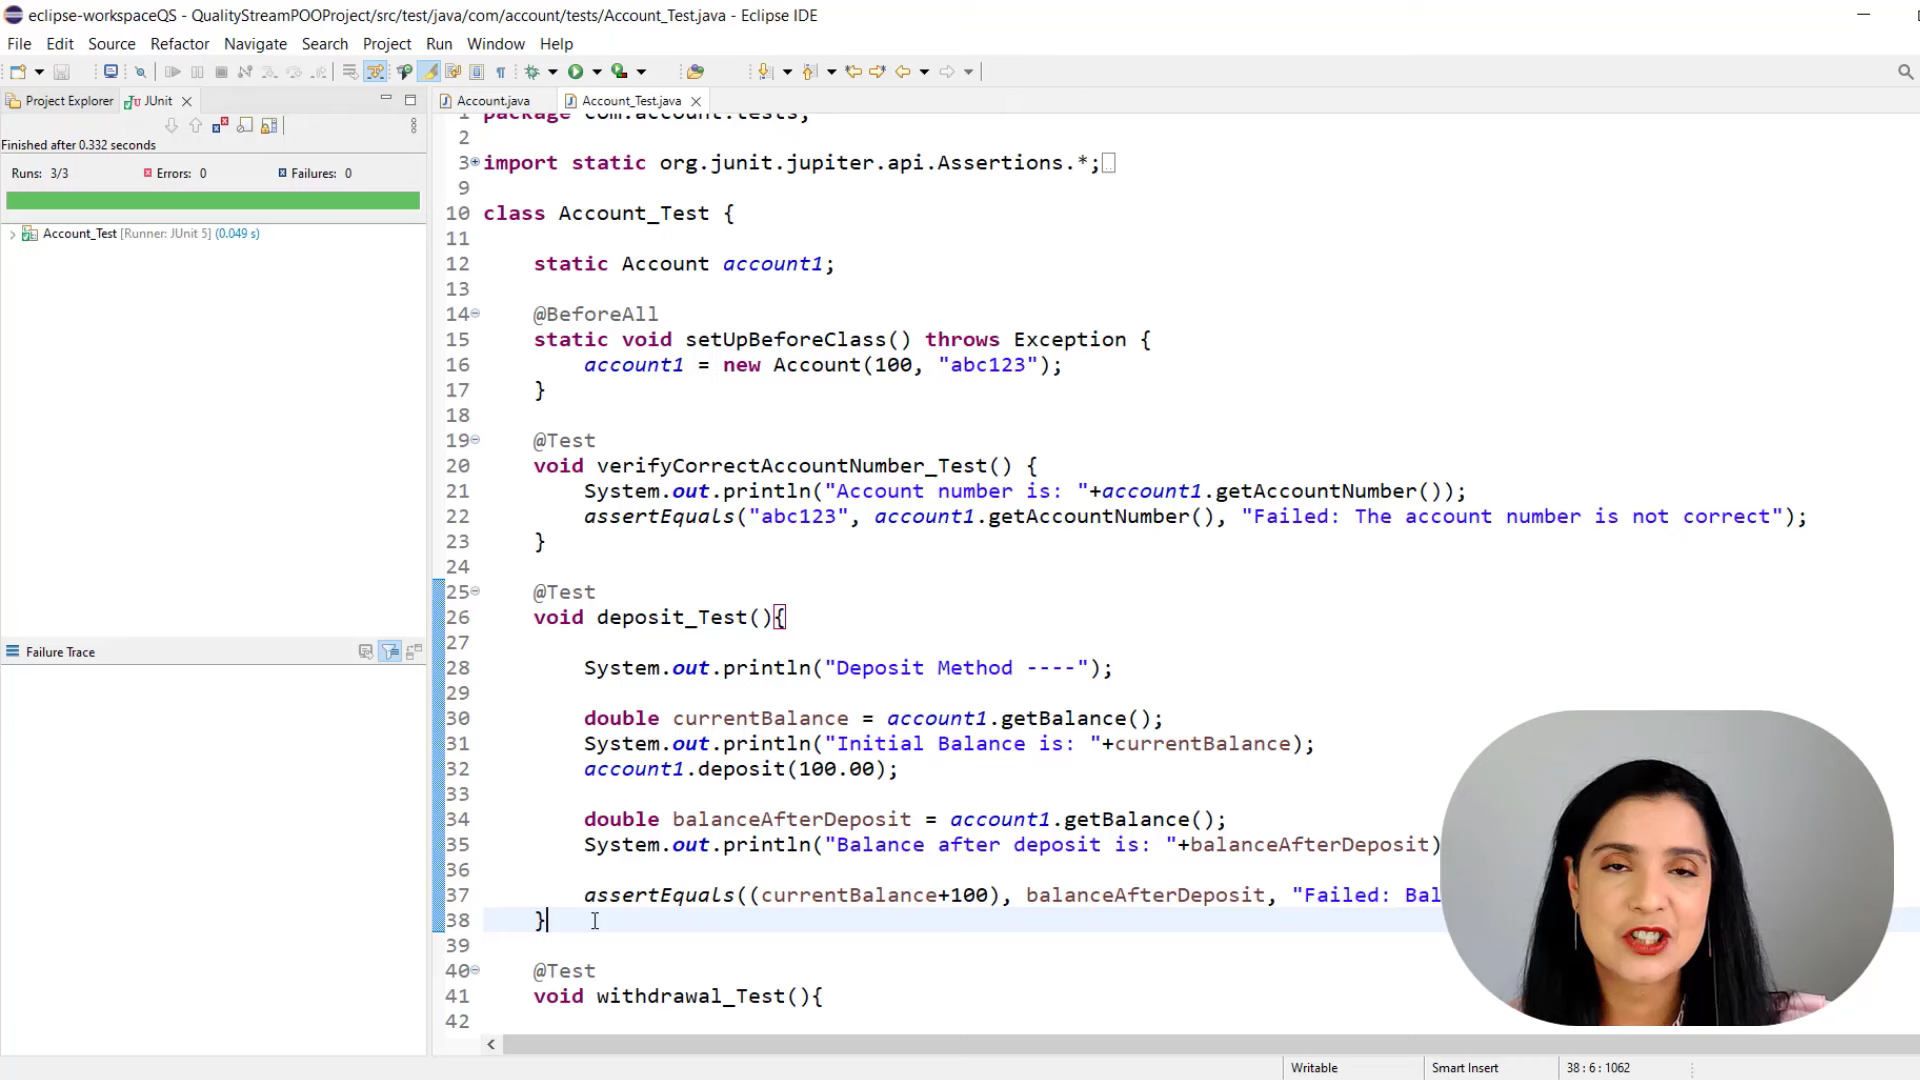 eclipse-workspaceQS - QualityStreamPOOProject/src/test/java/com/account/tests/Account_Test.java - Eclipse IDE
File Edit Source Refactor Navigate Search Project Run Window Help
Project Explorer JUnit
Account.java Account_Test.java
Finished after 0.332 seconds
Runs: 3/3 Errors: 0 Failures: 0
Account_Test [Runner: JUnit 5] (0.049 s)
Failure Trace
1 package com.account.tests;
2
3 import static org.junit.jupiter.api.Assertions.*;
9
10 class Account_Test {
11
12 static Account account1;
13
14 @BeforeAll
15 static void setUpBeforeClass() throws Exception {
16 account1 = new Account(100, "abc123");
17 }
18
19 @Test
20 void verifyCorrectAccountNumber_Test() {
21 System.out.println("Account number is: "+account1.getAccountNumber());
22 assertEquals("abc123", account1.getAccountNumber(), "Failed: The account number is not correct");
23 }
24
25 @Test
26 void deposit_Test(){
27
28 System.out.println("Deposit Method ----");
29
30 double currentBalance = account1.getBalance();
31 System.out.println("Initial Balance is: "+currentBalance);
32 account1.deposit(100.00);
33
34 double balanceAfterDeposit = account1.getBalance();
35 System.out.println("Balance after deposit is: "+balanceAfterDeposit)
36
37 assertEquals((currentBalance+100), balanceAfterDeposit, "Failed: Bal
38 }
39
40 @Test
41 void withdrawal_Test(){
42
Writable Smart Insert 38 : 6 : 1062